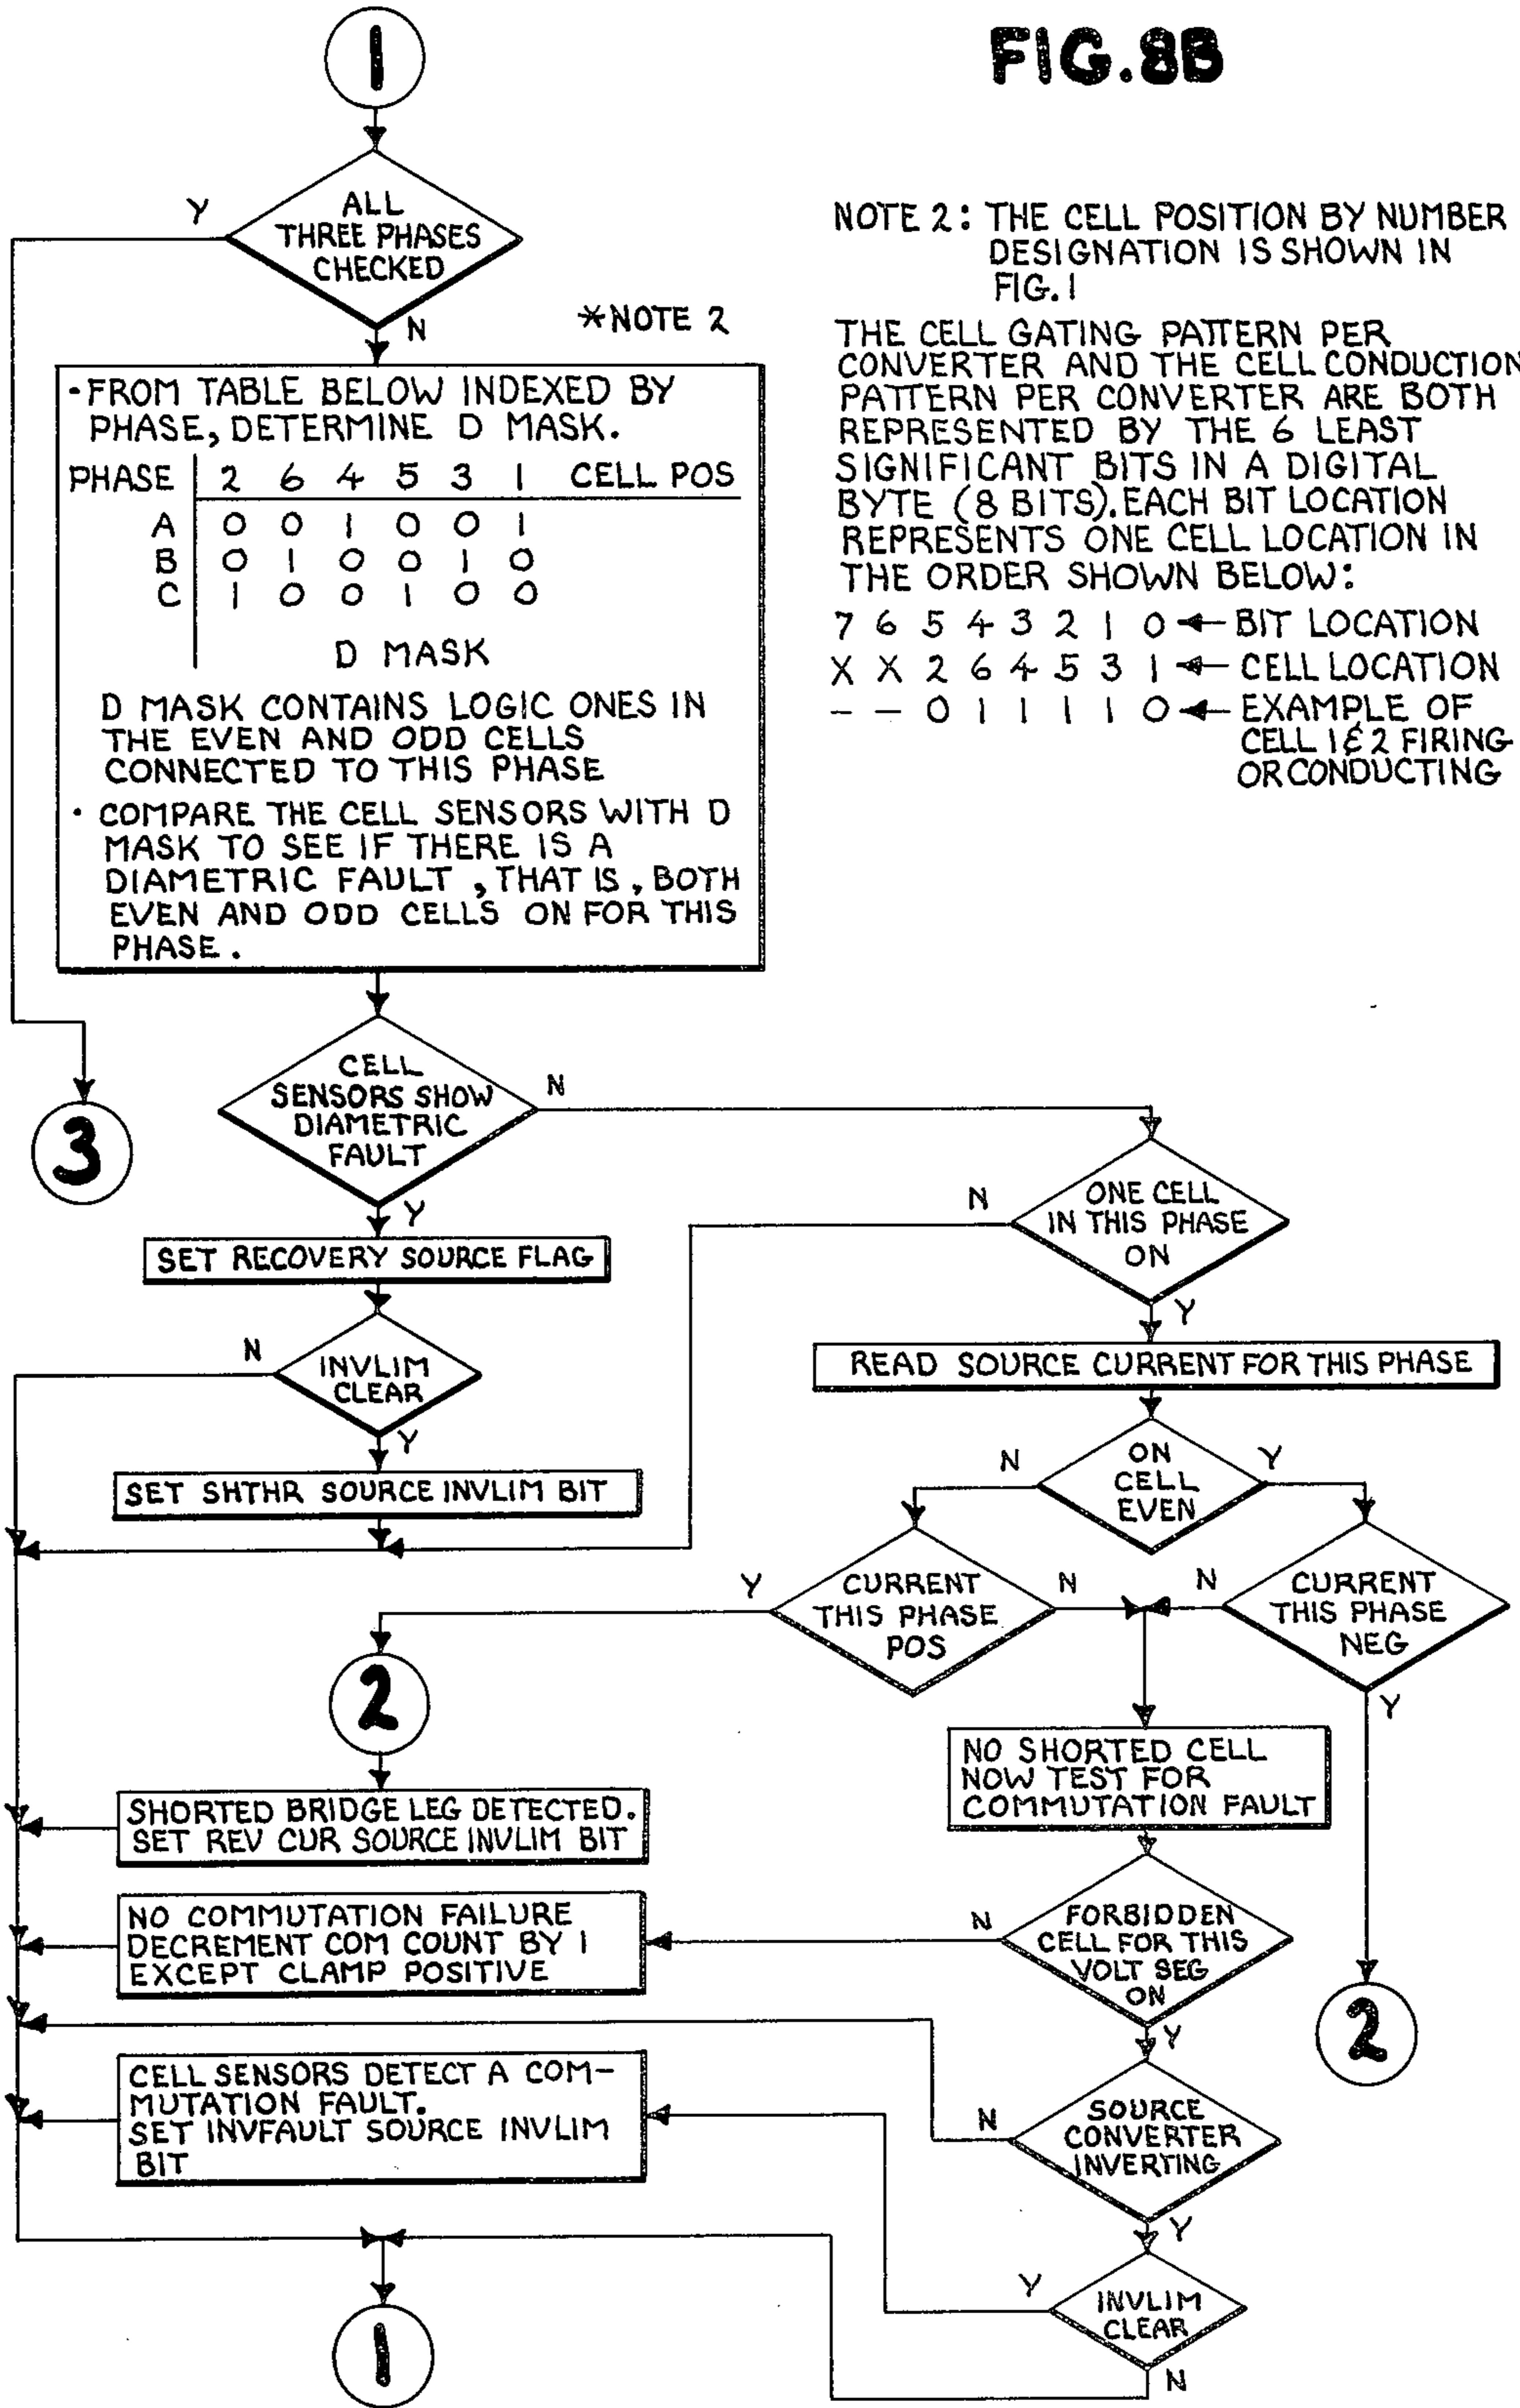 FIG.8B
1
ALL
THREE PHASES
CHECKED
Y
N
*NOTE 2
NOTE 2: THE CELL POSITION BY NUMBER
DESIGNATION IS SHOWN IN
FIG.1
THE CELL GATING PATTERN PER
CONVERTER AND THE CELL CONDUCTION
PATTERN PER CONVERTER ARE BOTH
REPRESENTED BY THE 6 LEAST
SIGNIFICANT BITS IN A DIGITAL
BYTE (8 BITS). EACH BIT LOCATION
REPRESENTS ONE CELL LOCATION IN
THE ORDER SHOWN BELOW:
7 6 5 4 3 2 1 0 ← BIT LOCATION
X X 2 6 4 5 3 1 ← CELL LOCATION
- - 0 1 1 1 1 0 ← EXAMPLE OF
CELL 1 & 2 FIRING
OR CONDUCTING
· FROM TABLE BELOW INDEXED BY
PHASE, DETERMINE D MASK.
PHASE 2 6 4 5 3 1 CELL POS
A 0 0 1 0 0 1
B 0 1 0 0 1 0
C 1 0 0 1 0 0
D MASK
D MASK CONTAINS LOGIC ONES IN
THE EVEN AND ODD CELLS
CONNECTED TO THIS PHASE
· COMPARE THE CELL SENSORS WITH D
MASK TO SEE IF THERE IS A
DIAMETRIC FAULT, THAT IS, BOTH
EVEN AND ODD CELLS ON FOR THIS
PHASE.
3
CELL
SENSORS SHOW
DIAMETRIC
FAULT
N
Y
SET RECOVERY SOURCE FLAG
INVLIM
CLEAR
N
Y
SET SHTHR SOURCE INVLIM BIT
ONE CELL
IN THIS PHASE
ON
N
Y
READ SOURCE CURRENT FOR THIS PHASE
ON
CELL
EVEN
N
Y
CURRENT
THIS PHASE
POS
Y
N
CURRENT
THIS PHASE
NEG
N
Y
2
SHORTED BRIDGE LEG DETECTED.
SET REV CUR SOURCE INVLIM BIT
NO SHORTED CELL
NOW TEST FOR
COMMUTATION FAULT
FORBIDDEN
CELL FOR THIS
VOLT SEG
ON
N
Y
2
NO COMMUTATION FAILURE
DECREMENT COM COUNT BY 1
EXCEPT CLAMP POSITIVE
CELL SENSORS DETECT A COM-
MUTATION FAULT.
SET INVFAULT SOURCE INVLIM
BIT
SOURCE
CONVERTER
INVERTING
N
Y
INVLIM
CLEAR
Y
N
1